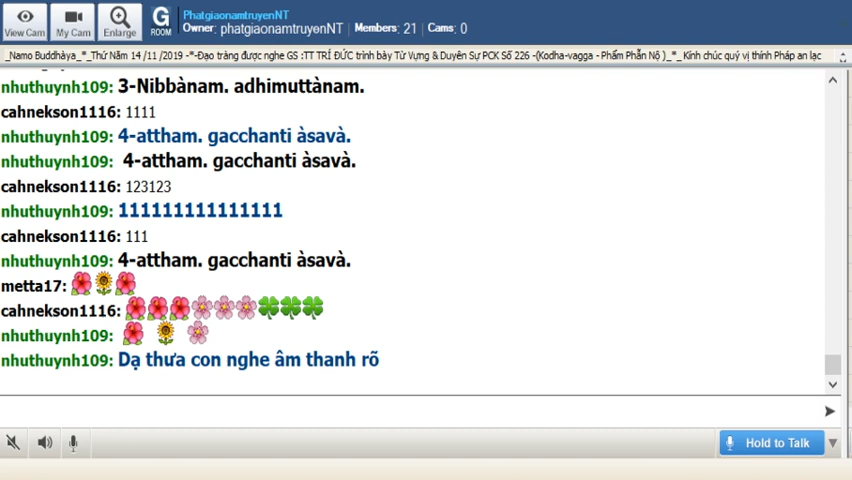 PhatgiaonamtruyenNT
Owner: phatgiaonamtruyenNT Members: 21 Cams: 0
View Cam My Cam Enlarge G ROOM
_Namo Buddhàya_*_Thứ Năm 14 /11 /2019 -*-Đạo tràng được nghe GS :TT TRÍ ĐỨC trình bày Từ Vựng & Duyên Sự PCK Số 226 -(Kodha-vagga - Phẩm Phẫn Nộ )_*_ Kính chúc quý vị thính Pháp an lạc
nhuthuynh109: 3-Nibbànam. adhimuttànam.
cahnekson1116: 1111
nhuthuynh109: 4-attham. gacchanti àsavà.
nhuthuynh109: 4-attham. gacchanti àsavà.
cahnekson1116: 123123
nhuthuynh109: 111111111111111
cahnekson1116: 111
nhuthuynh109: 4-attham. gacchanti àsavà.
metta17:
cahnekson1116:
nhuthuynh109:
nhuthuynh109: Dạ thưa con nghe âm thanh rõ
Hold to Talk